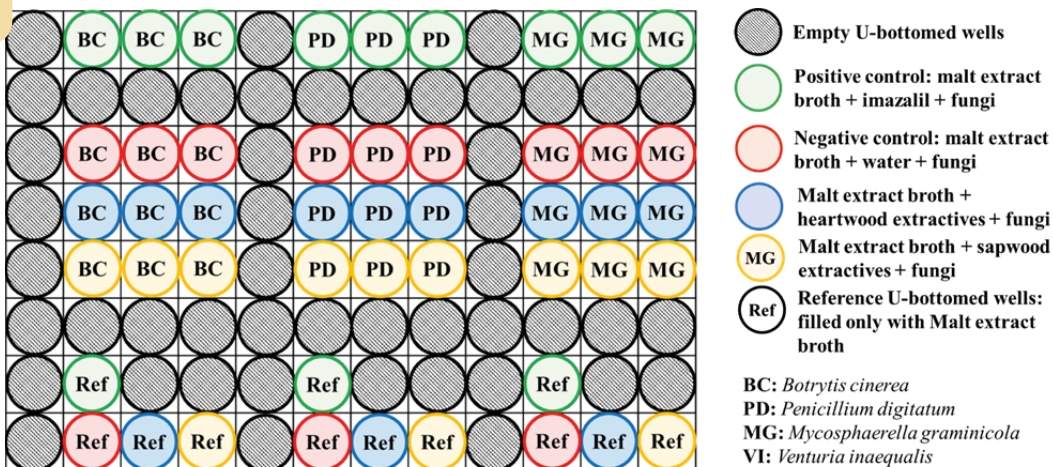 BC BC BC PD PD PD MG MG MG
BC BC BC PD PD PD MG MG MG
BC BC BC PD PD PD MG MG MG
BC BC BC PD PD PD MG MG MG
Ref Ref Ref
Ref Ref Ref Ref Ref Ref Ref Ref Ref
Empty U-bottomed wells
Positive control: malt extract
broth + imazalil + fungi
Negative control: malt extract
broth + water + fungi
Malt extract broth +
heartwood extractives + fungi
MG
Malt extract broth + sapwood
extractives + fungi
Ref
Reference U-bottomed wells:
filled only with Malt extract
broth
BC: Botrytis cinerea
PD: Penicillium digitatum
MG: Mycosphaerella graminicola
VI: Venturia inaequalis